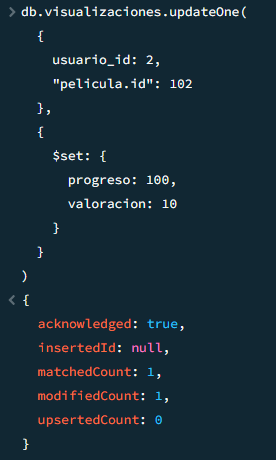 > db.visualizaciones.updateOne(
{
usuario_id: 2,
"pelicula.id": 102
},
{
$set: {
progreso: 100,
valoracion: 10
}
}
)
< {
acknowledged: true,
insertedId: null,
matchedCount: 1,
modifiedCount: 1,
upsertedCount: 0
}